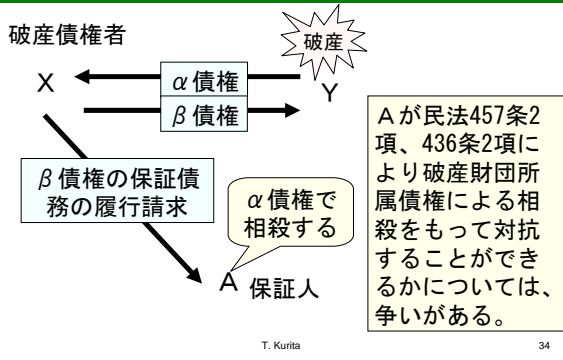 破産債権者
破産
X
α債権
Y
β債権
β債権の保証債
務の履行請求
α債権で
相殺する
A 保証人
Aが民法457条2
項、436条2項に
より破産財団所
属債権による相
殺をもって対抗
することができ
るかについては、
争いがある。
T. Kurita
34